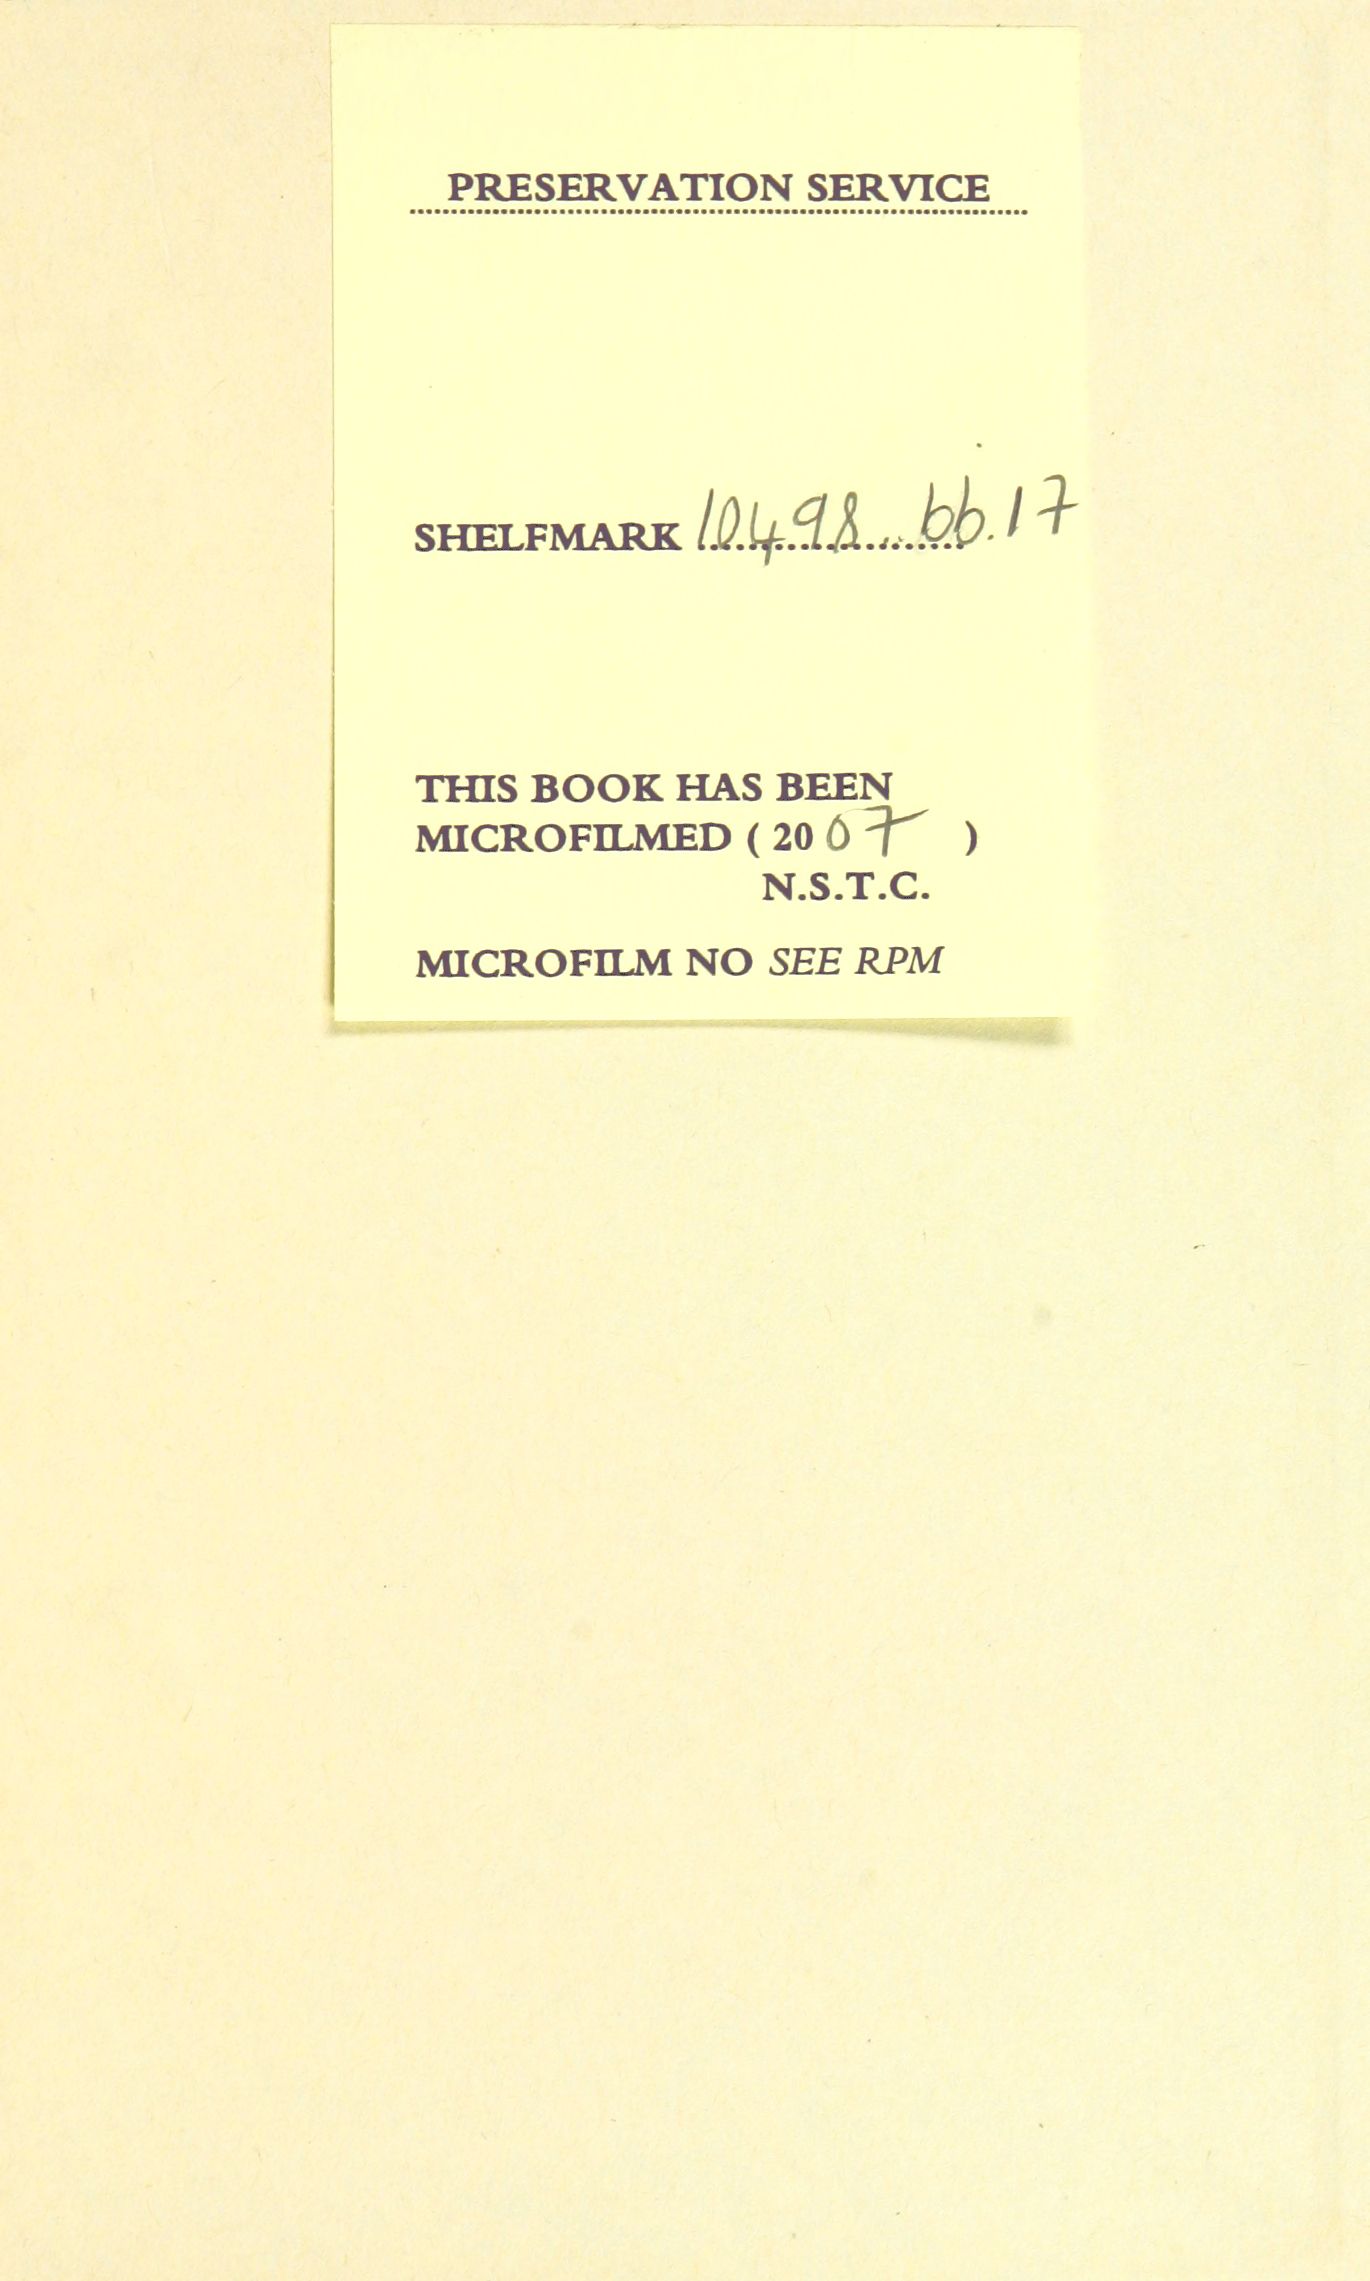 PRESERVATION SERVICE
SHELFMARK 10498 bb.17
THIS BOOK HAS BEEN
MICROFILMED ( 2007 )
N.S.T.C.
MICROFILM NO SEE RPM